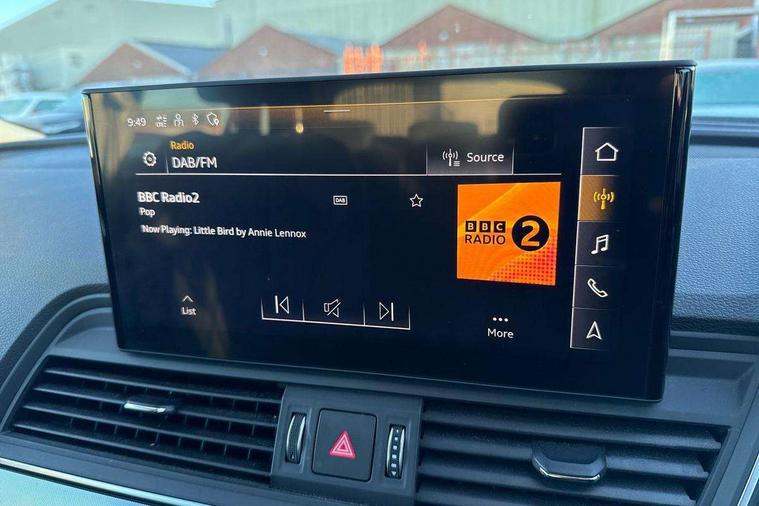 9:49
Radio
DAB/FM
Source
BBC Radio2
DAB
Pop
Now Playing: Little Bird by Annie Lennox
BBC
RADIO 2
List
More